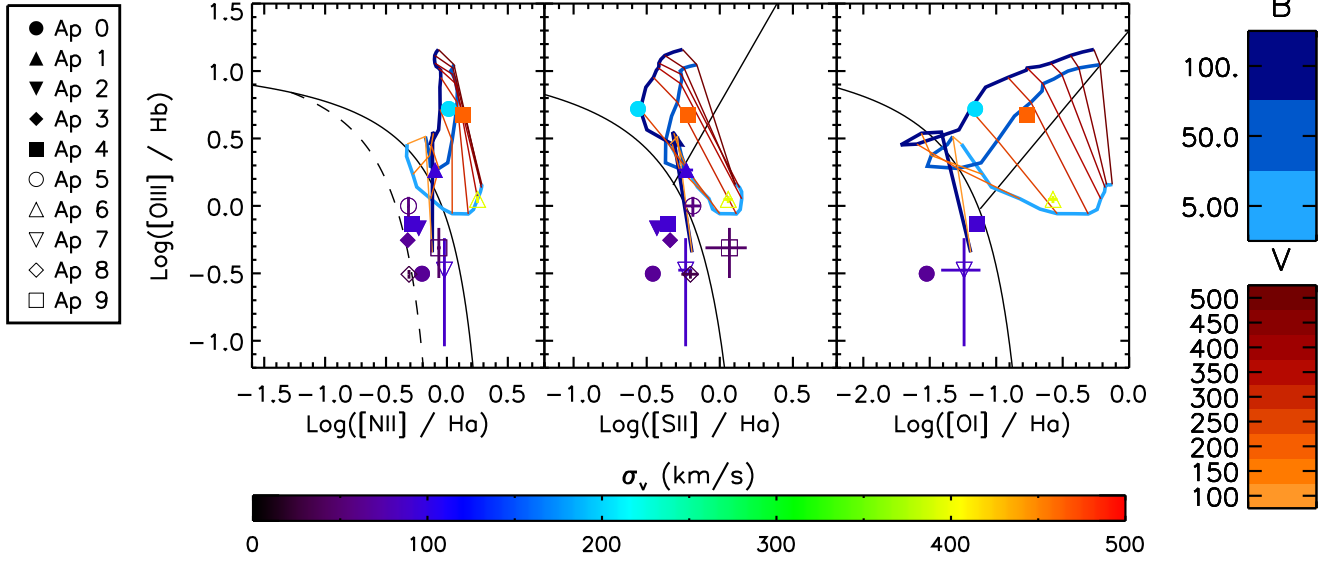 Ap 0
Ap 1
Ap 2
Ap 3
Ap 4
Ap 5
Ap 6
Ap 7
Ap 8
Ap 9
Log([OIII] / Hb)
1.5
1.0
0.5
0.0
−0.5
−1.0
−1.5 −1.0 −0.5 0.0 0.5
Log([NII] / Ha)
−1.0 −0.5 0.0 0.5
Log([SII] / Ha)
−2.0 −1.5 −1.0 −0.5 0.0
Log([OI] / Ha)
B
100.
50.0
5.00
V
500
450
400
350
300
250
200
150
100
σv (km/s)
0 100 200 300 400 500